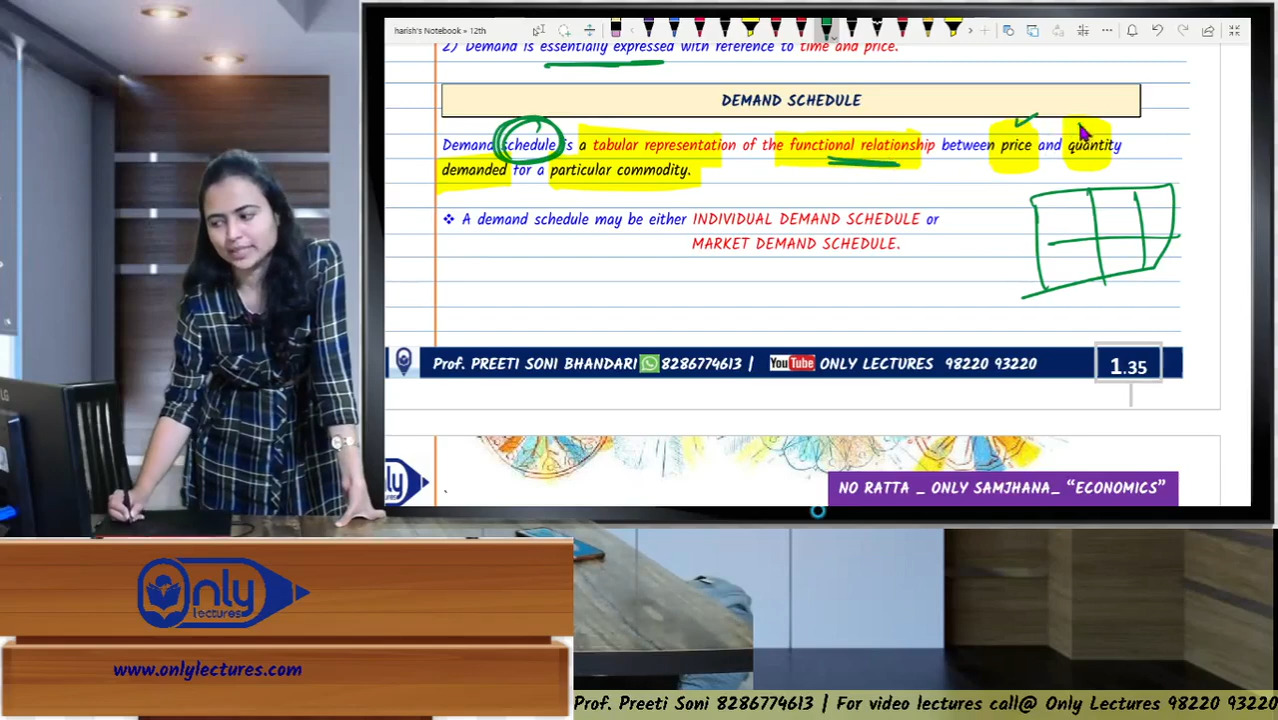 harish's Notebook » 12th
2) Demand is essentially expressed with reference to time and price.
DEMAND SCHEDULE
Demand schedule is a tabular representation of the functional relationship between price and quantity
demanded for a particular commodity.
❖ A demand schedule may be either INDIVIDUAL DEMAND SCHEDULE or
MARKET DEMAND SCHEDULE.
Prof. PREETI SONI BHANDARI 8286774613 | YouTube ONLY LECTURES 98220 93220
1.35
NO RATTA _ ONLY SAMJHANA_ “ECONOMICS”
Only
lectures
www.onlylectures.com
Prof. Preeti Soni 8286774613 | For video lectures call@ Only Lectures 98220 93220